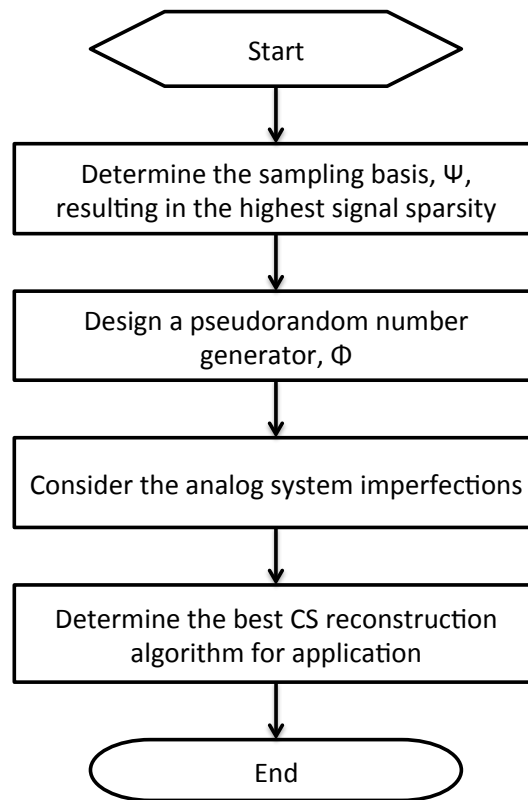 Start
Determine the sampling basis, Ψ,
resulting in the highest signal sparsity
Design a pseudorandom number
generator, Φ
Consider the analog system imperfections
Determine the best CS reconstruction
algorithm for application
End